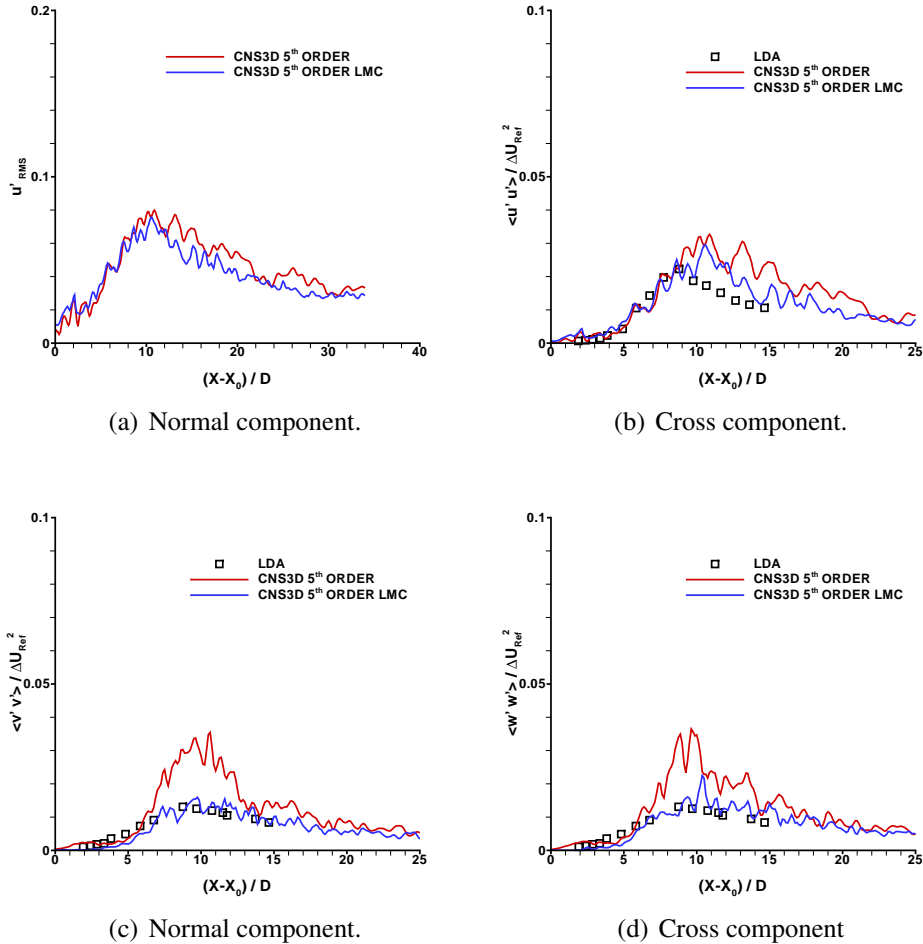 0.2
CNS3D 5th ORDER
CNS3D 5th ORDER LMC
0.1
u' RMS
0
0 10 20 30 40
(X-X0) / D
(a) Normal component.
0.1
LDA
CNS3D 5th ORDER
CNS3D 5th ORDER LMC
0.05
<u' u'> / ΔURef2
0
0 5 10 15 20 25
(X-X0) / D
(b) Cross component.
0.1
LDA
CNS3D 5th ORDER
CNS3D 5th ORDER LMC
0.05
<v' v'> / ΔURef2
0
0 5 10 15 20 25
(X-X0) / D
(c) Normal component.
0.1
LDA
CNS3D 5th ORDER
CNS3D 5th ORDER LMC
0.05
<w' w'> / ΔURef2
0
0 5 10 15 20 25
(X-X0) / D
(d) Cross component